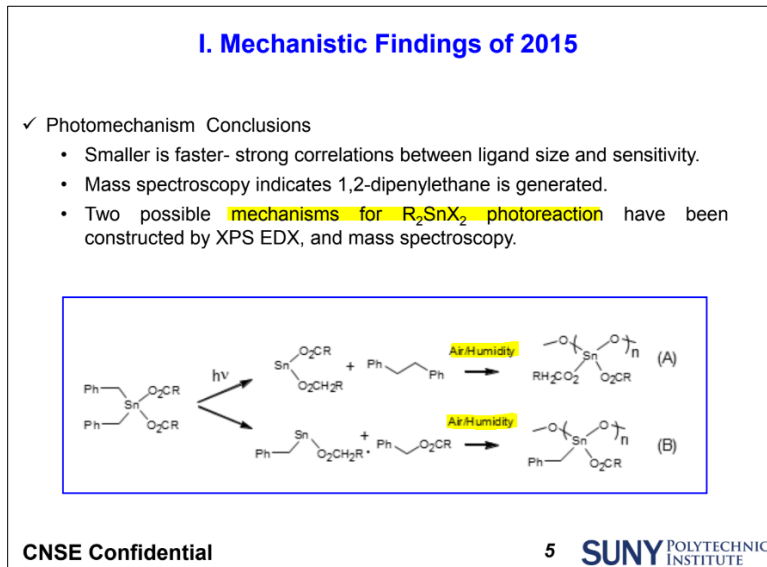 I. Mechanistic Findings of 2015
✓ Photomechanism Conclusions
• Smaller is faster- strong correlations between ligand size and sensitivity.
• Mass spectroscopy indicates 1,2-dipenylethane is generated.
• Two possible mechanisms for R₂SnX₂ photoreaction have been
constructed by XPS EDX, and mass spectroscopy.
Ph
Sn
O₂CR
Ph
O₂CR
hν
Sn
O₂CR
O₂CH₂R
+
Ph
Ph
Air/Humidity
O
O
n
Sn
RH₂CO₂
O₂CR
(A)
Sn
Ph
O₂CH₂R·
+
Ph
O₂CR
Air/Humidity
O
O
n
Sn
Ph
O₂CR
(B)
CNSE Confidential
5
SUNY POLYTECHNIC
INSTITUTE